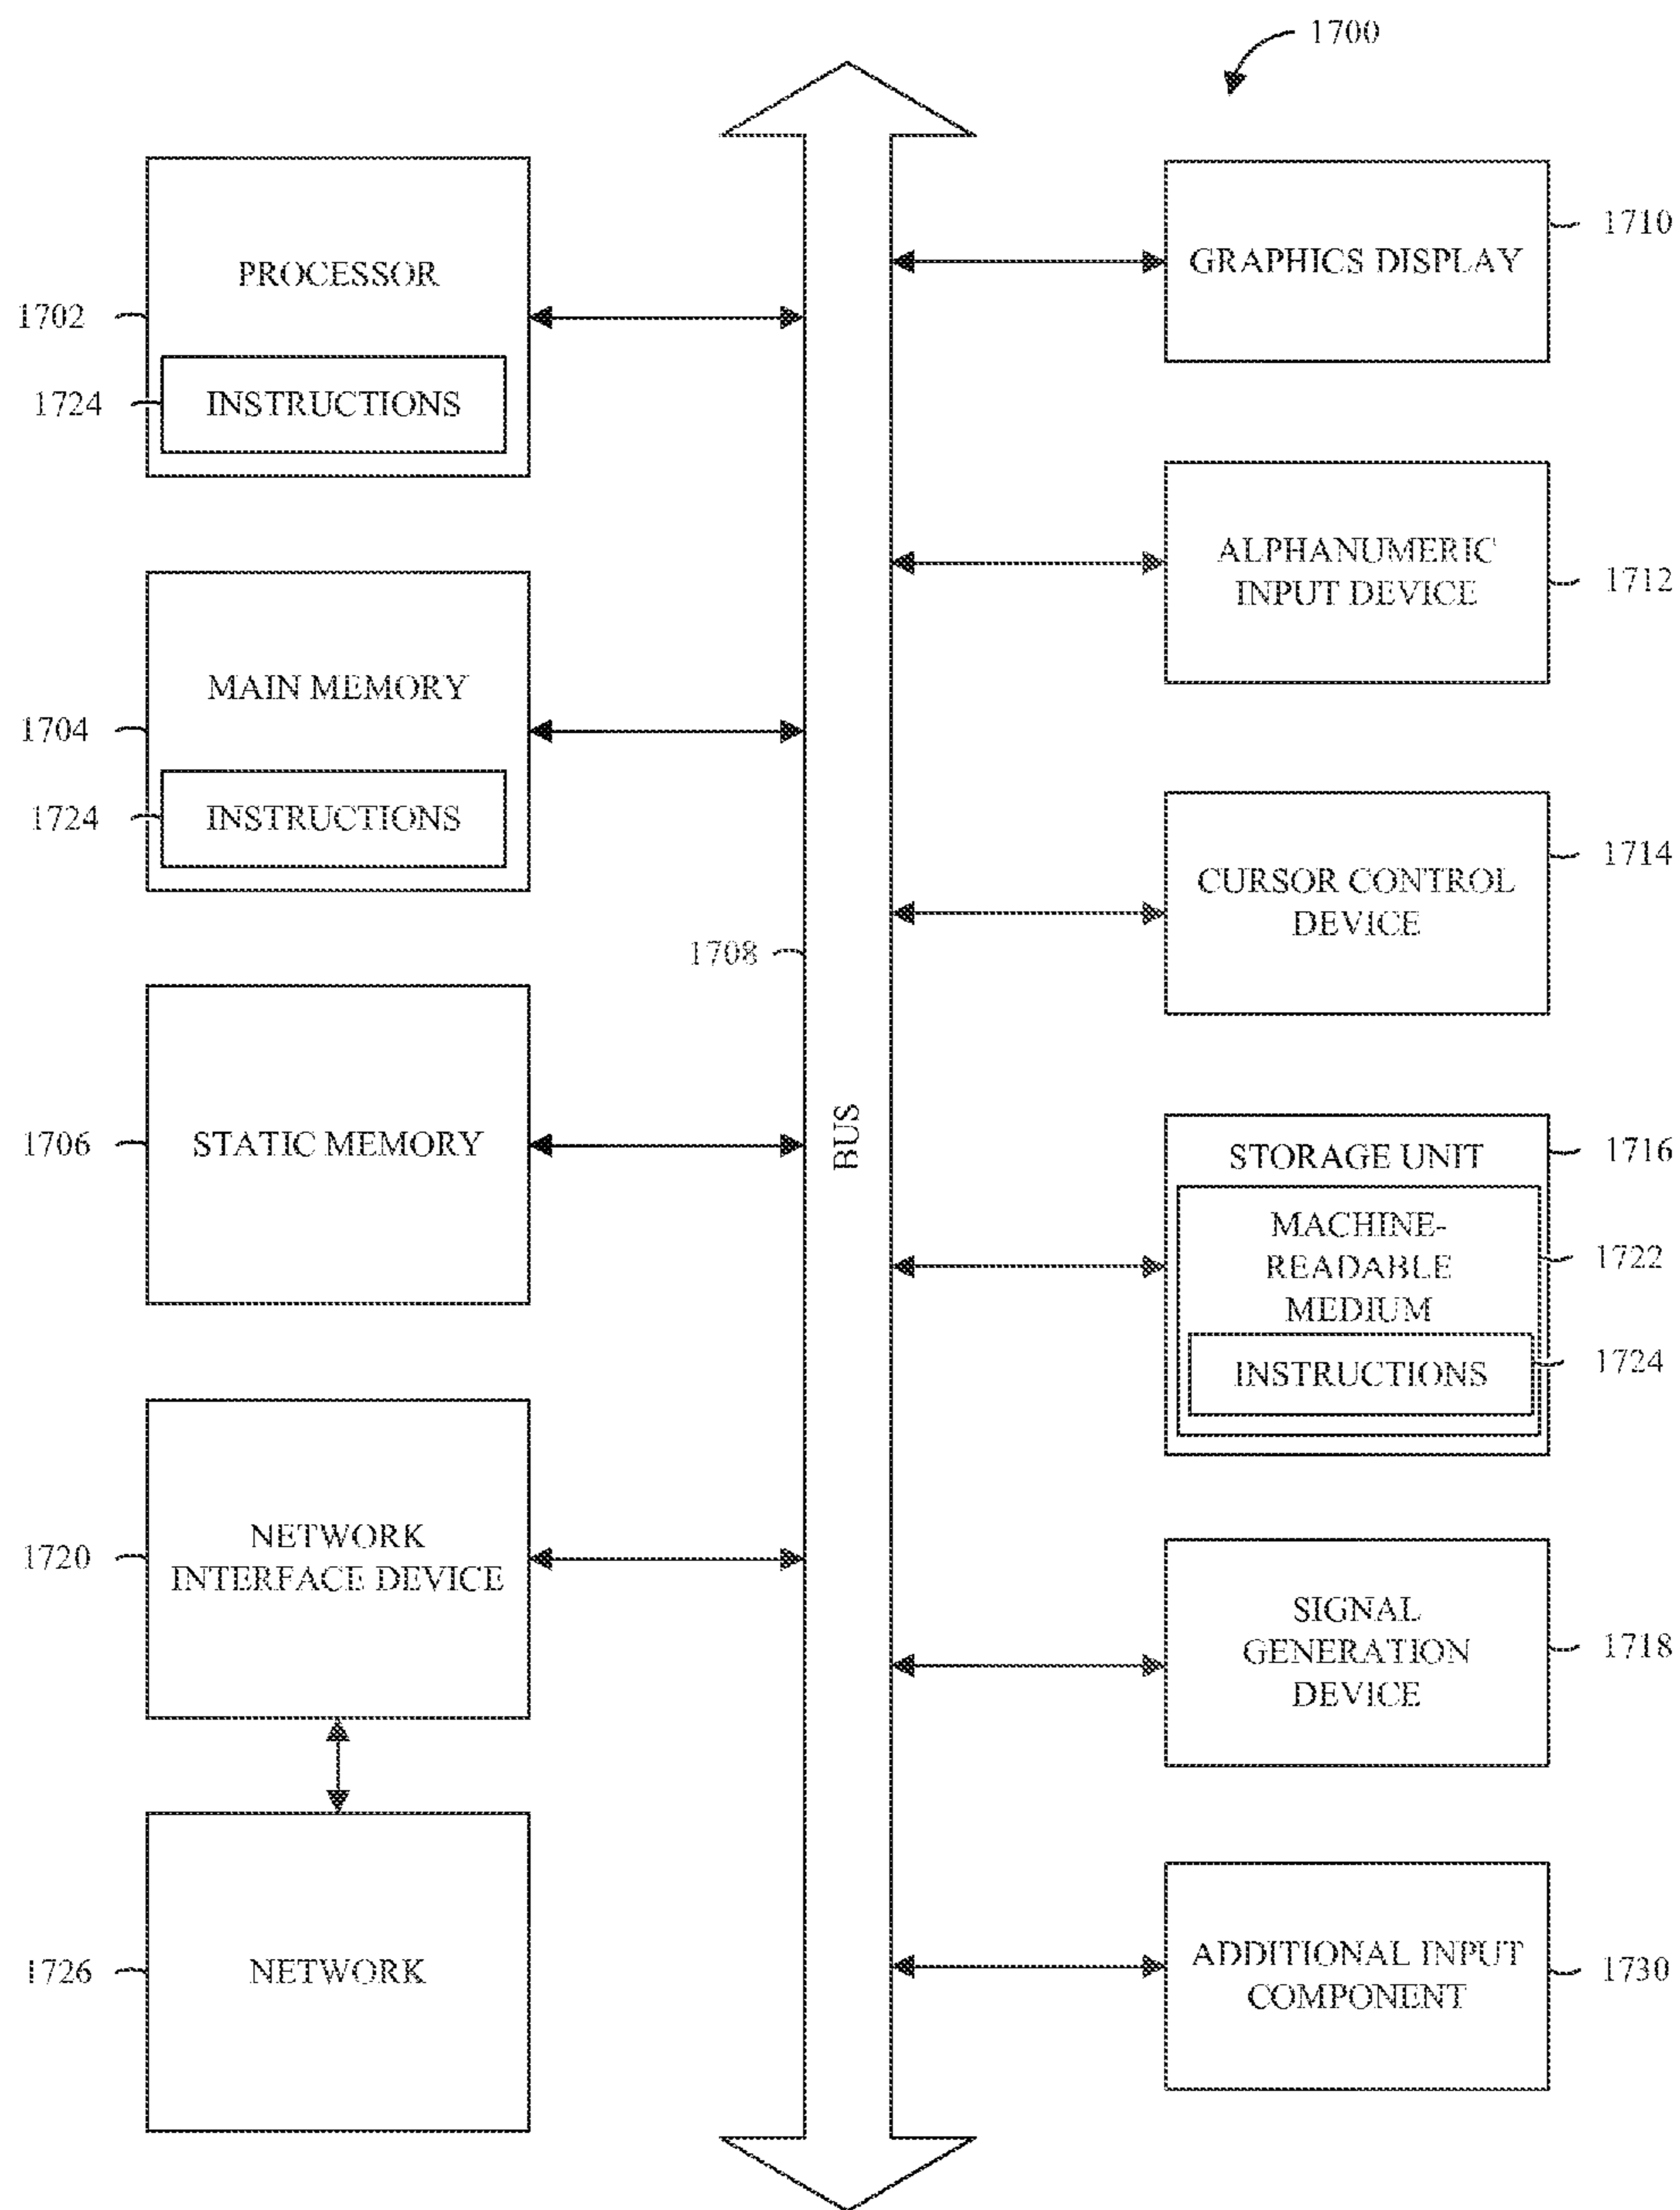 1700
PROCESSOR
1702
1724
INSTRUCTIONS
MAIN MEMORY
1704
1724
INSTRUCTIONS
1708
STATIC MEMORY
1706
BUS
NETWORK
INTERFACE DEVICE
1720
NETWORK
1726
GRAPHICS DISPLAY
1710
ALPHANUMERIC
INPUT DEVICE
1712
CURSOR CONTROL
DEVICE
1714
STORAGE UNIT
1716
MACHINE-
READABLE
MEDIUM
1722
INSTRUCTIONS
1724
SIGNAL
GENERATION
DEVICE
1718
ADDITIONAL INPUT
COMPONENT
1730